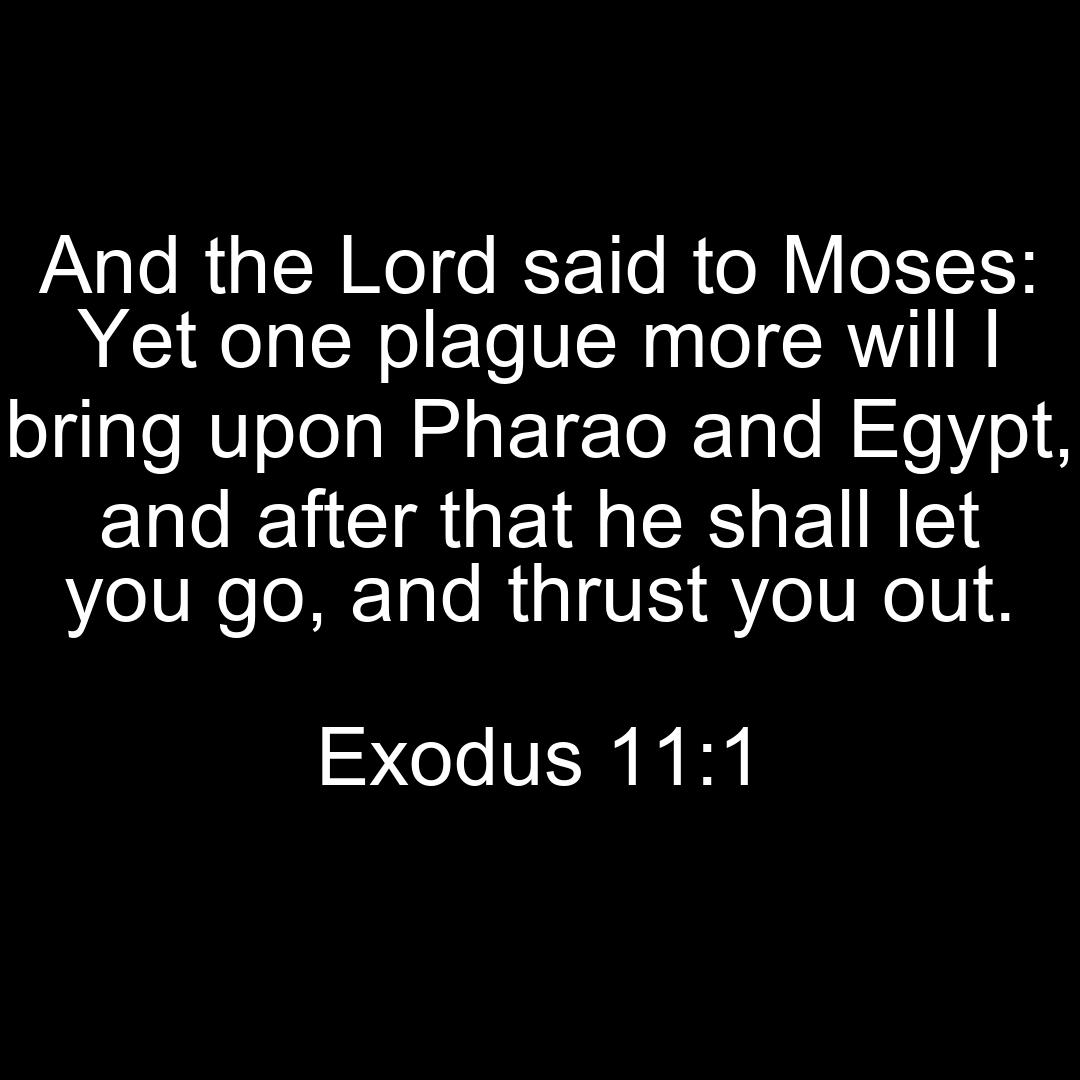 And the Lord said to Moses:
Yet one plague more will I
bring upon Pharao and Egypt,
and after that he shall let
you go, and thrust you out.
Exodus 11:1